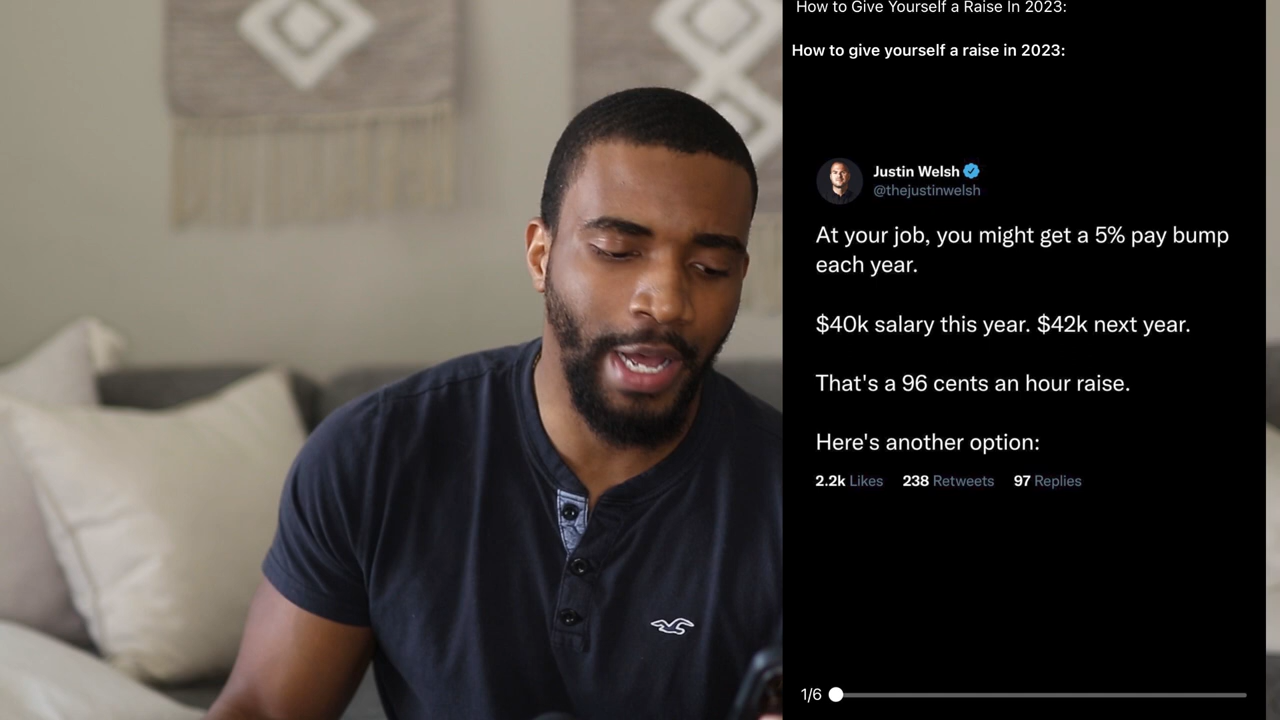 How to Give Yourself a Raise In 2023:
How to give yourself a raise in 2023:
Justin Welsh
@thejustinwelsh
At your job, you might get a 5% pay bump
each year.
$40k salary this year. $42k next year.
That's a 96 cents an hour raise.
Here's another option:
2.2k Likes 238 Retweets 97 Replies
1/6